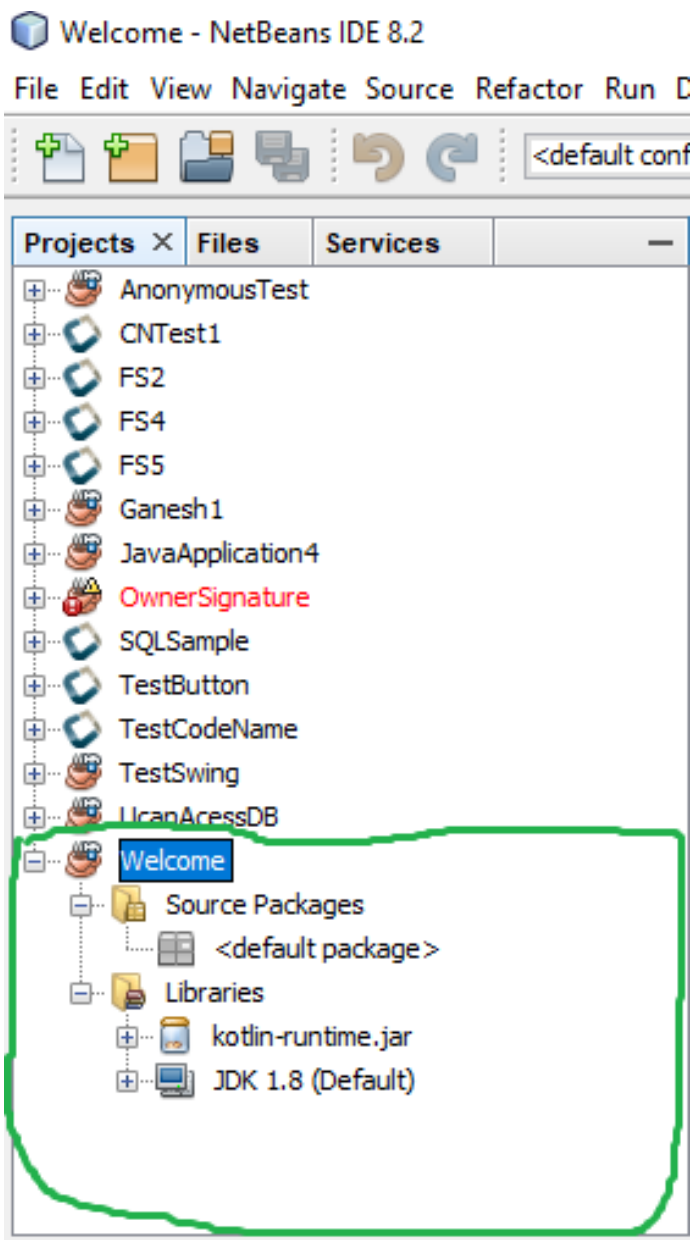 Welcome - NetBeans IDE 8.2
File Edit View Navigate Source Refactor Run D
<default conf
Projects Files Services
AnonymousTest
CNTest1
FS2
FS4
FS5
Ganesh1
JavaApplication4
OwnerSignature
SQLSample
TestButton
TestCodeName
TestSwing
UcanAcessDB
Welcome
Source Packages
<default package>
Libraries
kotlin-runtime.jar
JDK 1.8 (Default)